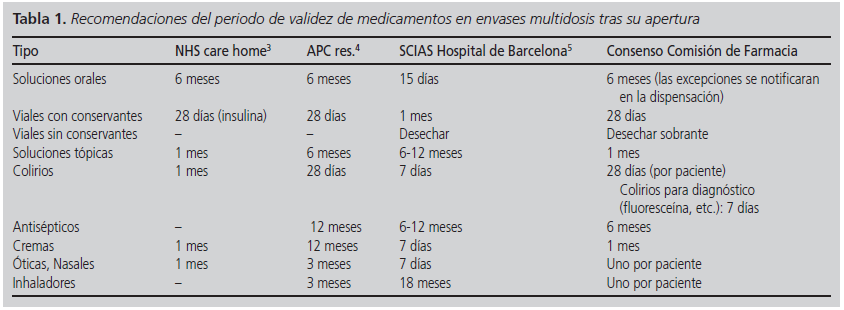 Tabla 1. Recomendaciones del periodo de validez de medicamentos en envases multidosis tras su apertura
Tipo NHS care home3 APC res.4 SCIAS Hospital de Barcelona5 Consenso Comisión de Farmacia
Soluciones orales 6 meses 6 meses 15 días 6 meses (las excepciones se notificaran
en la dispensación)
Viales con conservantes 28 días (insulina) 28 días 1 mes 28 días
Viales sin conservantes – – Desechar Desechar sobrante
Soluciones tópicas 1 mes 6 meses 6-12 meses 1 mes
Colirios 1 mes 28 días 7 días 28 días (por paciente)
Colirios para diagnóstico
(fluoresceína, etc.): 7 días
Antisépticos – 12 meses 6-12 meses 6 meses
Cremas 1 mes 12 meses 7 días 1 mes
Óticas, Nasales 1 mes 3 meses 7 días Uno por paciente
Inhaladores – 3 meses 18 meses Uno por paciente